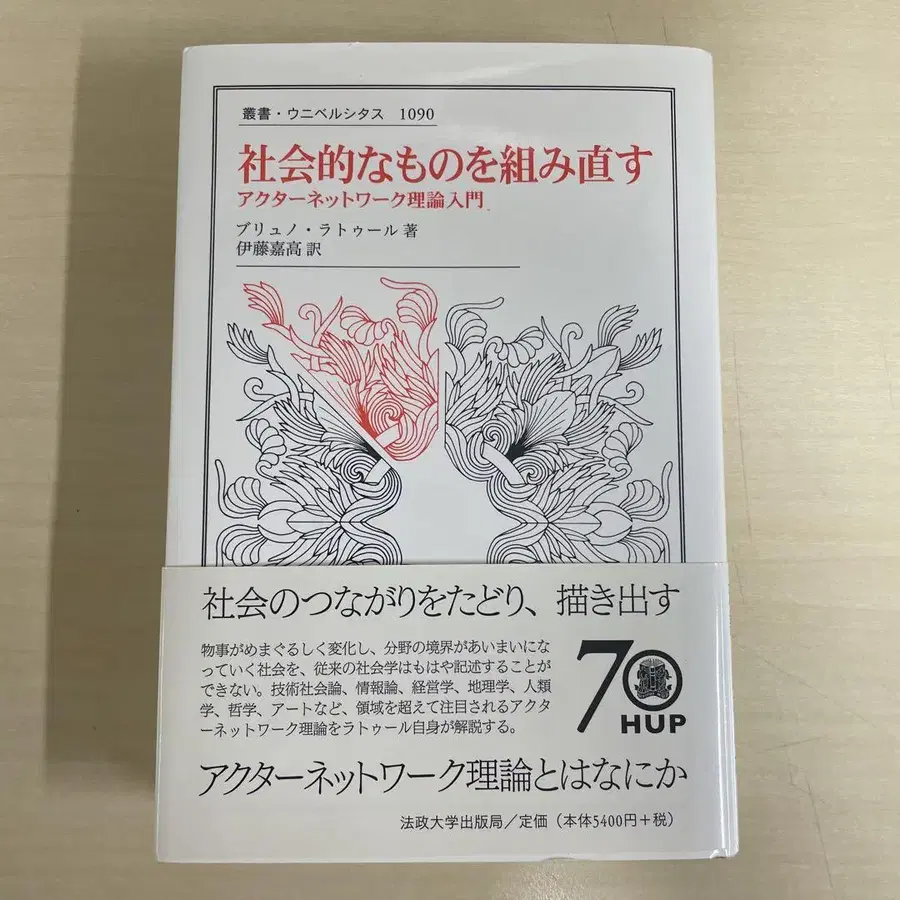 叢書・ウニベルシタス 1090
社会的なものを組み直す
アクターネットワーク理論入門
ブリュノ・ラトゥール 著
伊藤嘉高 訳
社会のつながりをたどり、描き出す
物事がめまぐるしく変化し、分野の境界があいまいにな
っていく社会を、従来の社会学はもはや記述することが
できない。技術社会論、情報論、経営学、地理学、人類
学、哲学、アートなど、領域を超えて注目されるアクタ
ーネットワーク理論をラトゥール自身が解説する。
70
HUP
アクターネットワーク理論とはなにか
法政大学出版局／定価（本体5400円＋税）